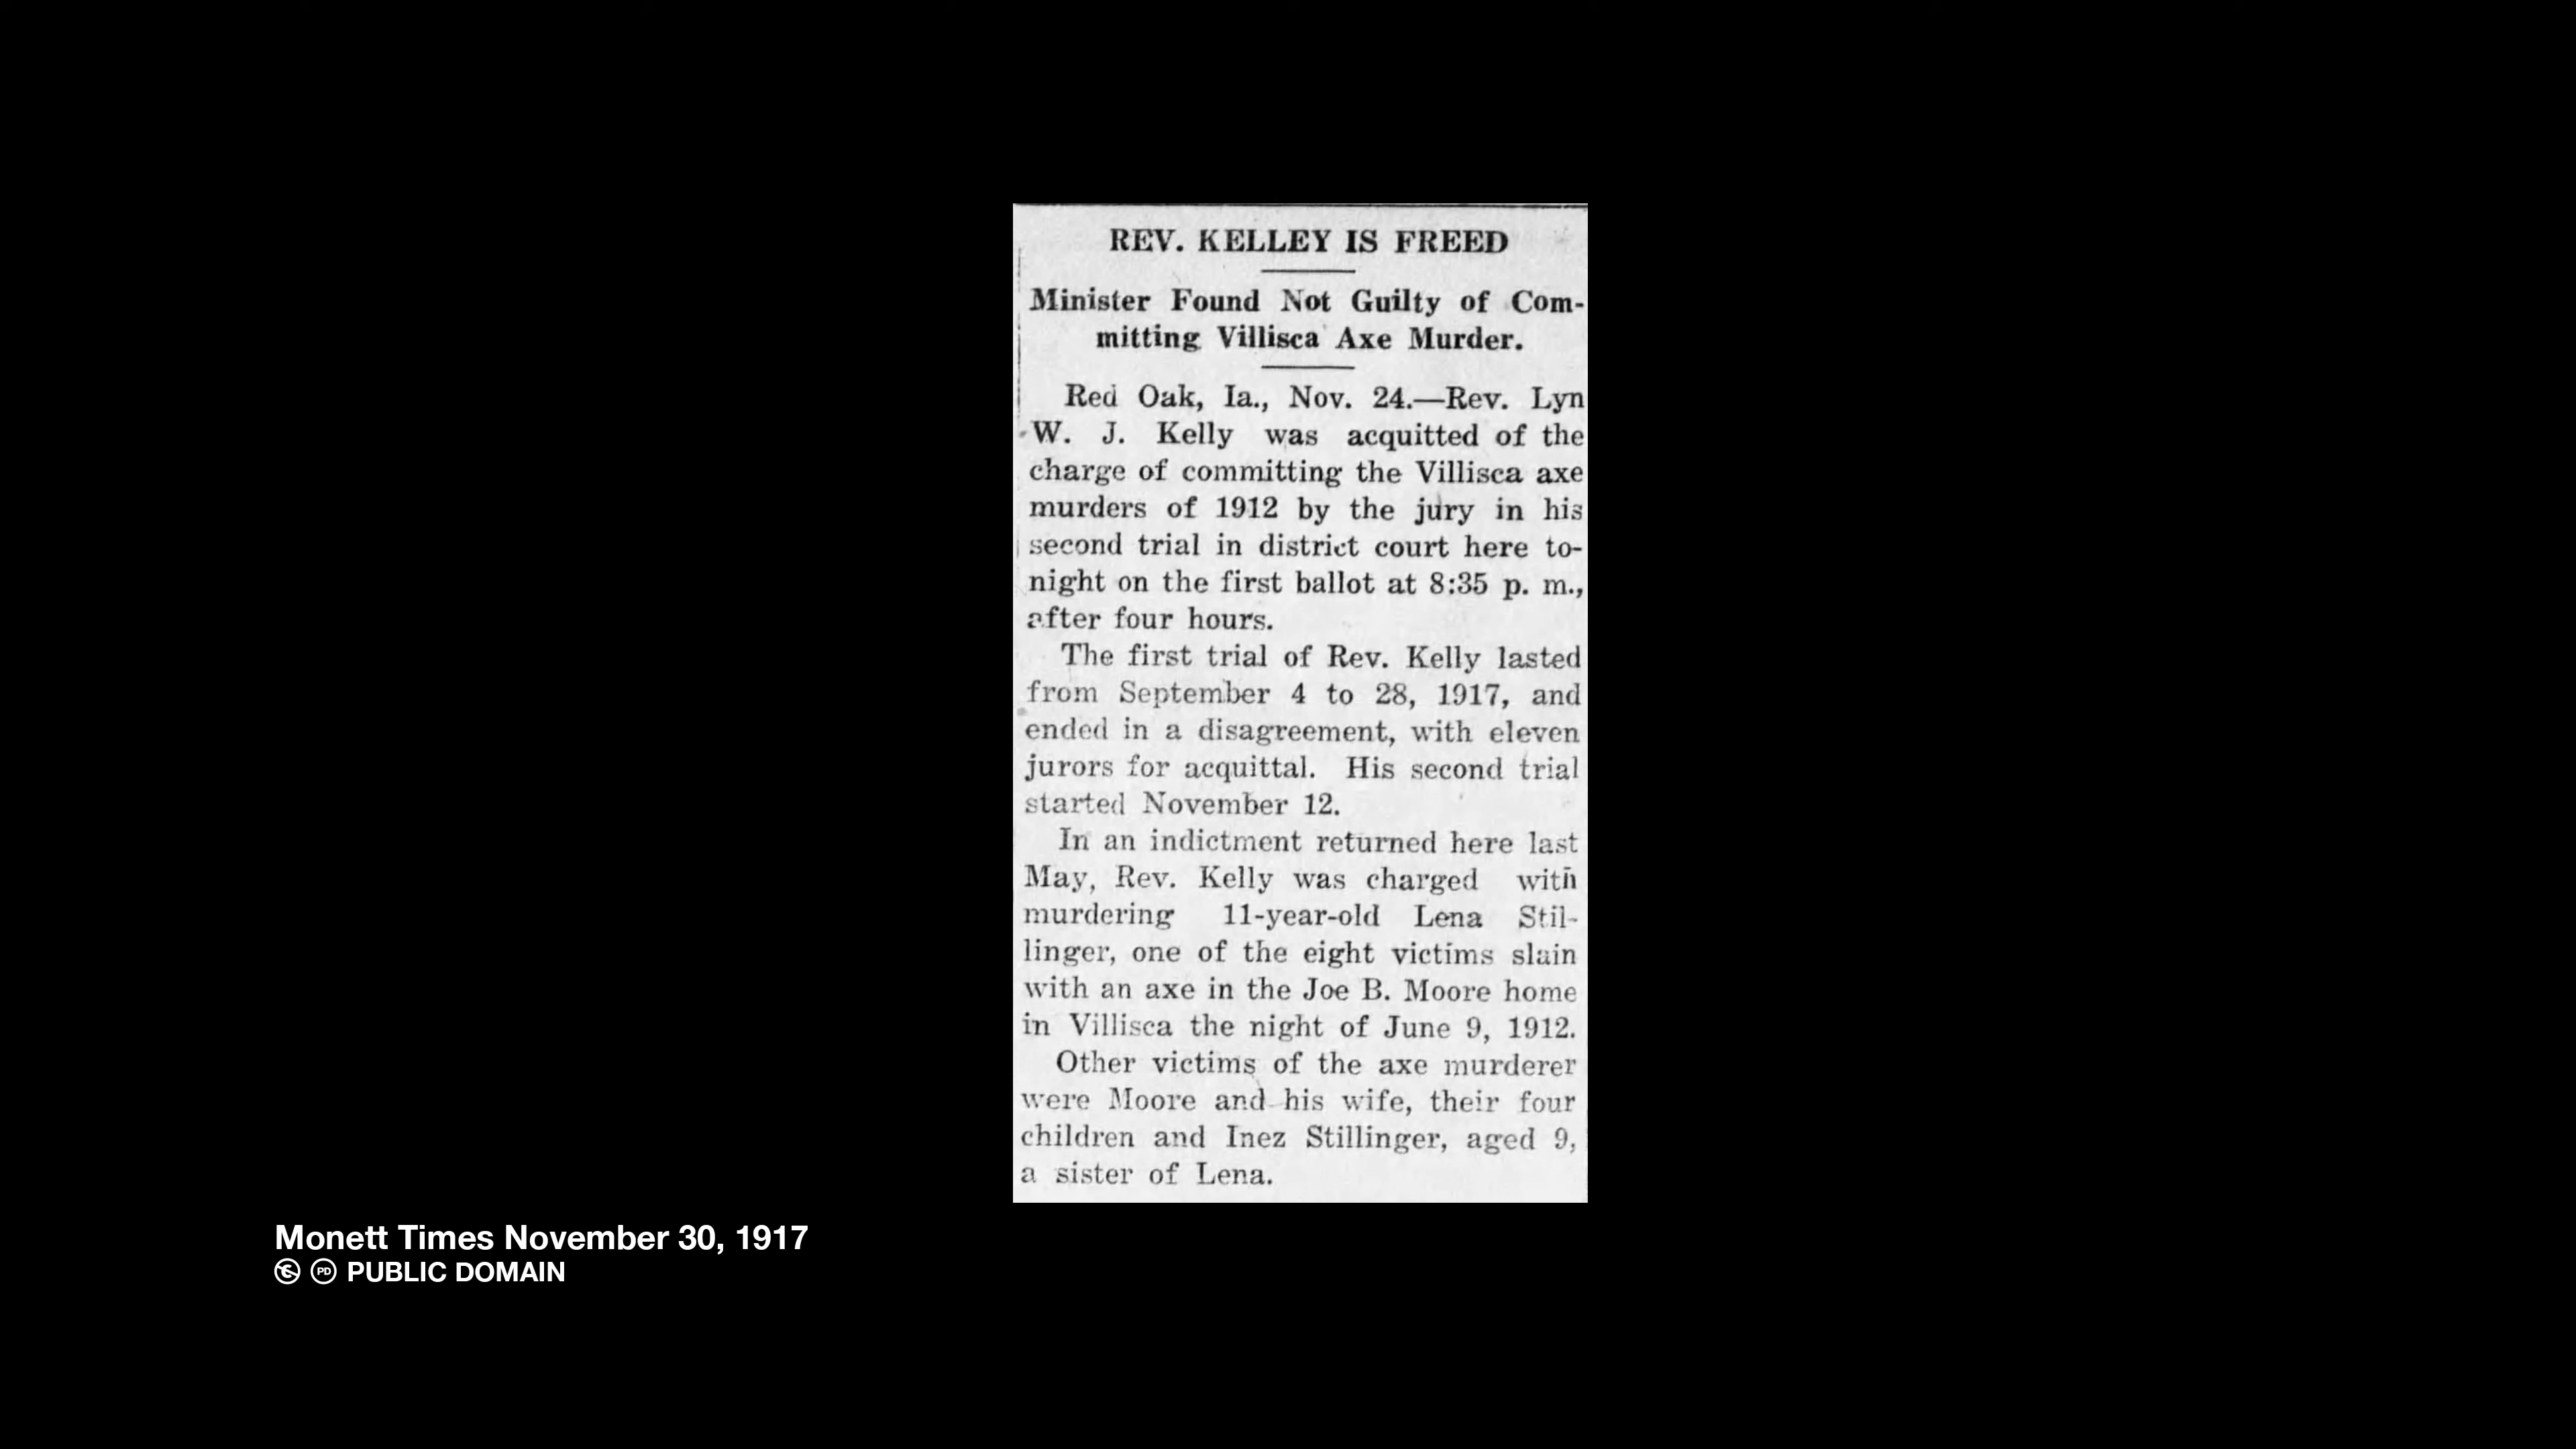 REV. KELLEY IS FREED
Minister Found Not Guilty of Com-
mitting Villisca Axe Murder.
Red Oak, Ia., Nov. 24.—Rev. Lyn
W. J. Kelly was acquitted of the
charge of committing the Villisca axe
murders of 1912 by the jury in his
second trial in district court here to-
night on the first ballot at 8:35 p. m.,
after four hours.
The first trial of Rev. Kelly lasted
from September 4 to 28, 1917, and
ended in a disagreement, with eleven
jurors for acquittal. His second trial
started November 12.
In an indictment returned here last
May, Rev. Kelly was charged with
murdering 11-year-old Lena Stil-
linger, one of the eight victims slain
with an axe in the Joe B. Moore home
in Villisca the night of June 9, 1912.
Other victims of the axe murderer
were Moore and his wife, their four
children and Inez Stillinger, aged 9,
a sister of Lena.
Monett Times November 30, 1917
PD PUBLIC DOMAIN